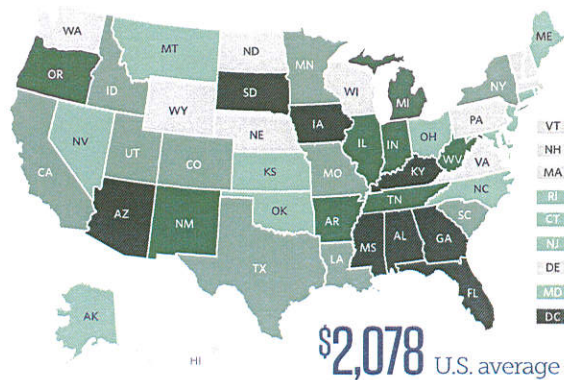 WA
MT
ND
MN
ME
OR
ID
SD
WI
NY
WY
MI
NE
IA
PA
NV
UT
CO
IL
IN
OH
VT
CA
KS
MO
WV
VA
NH
KY
MA
AZ
NM
OK
AR
TN
NC
RI
SC
CT
MS
AL
GA
NJ
TX
LA
DE
FL
MD
AK
DC
HI
$2,078 U.S. average